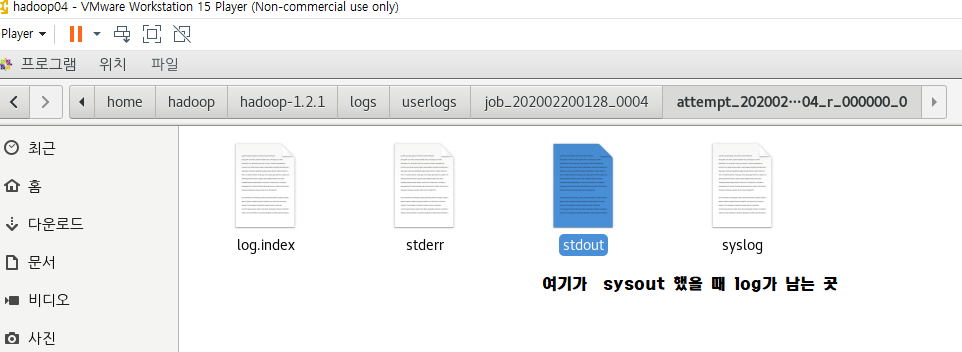 hadoop04 - VMware Workstation 15 Player (Non-commercial use only)
Player
프로그램 위치 파일
home hadoop hadoop-1.2.1 logs userlogs job_202002200128_0004 attempt_202002···04_r_000000_0
최근
홈
다운로드
문서
비디오
사진
log.index stderr stdout syslog
여기가 sysout 했을 때 log가 남는 곳